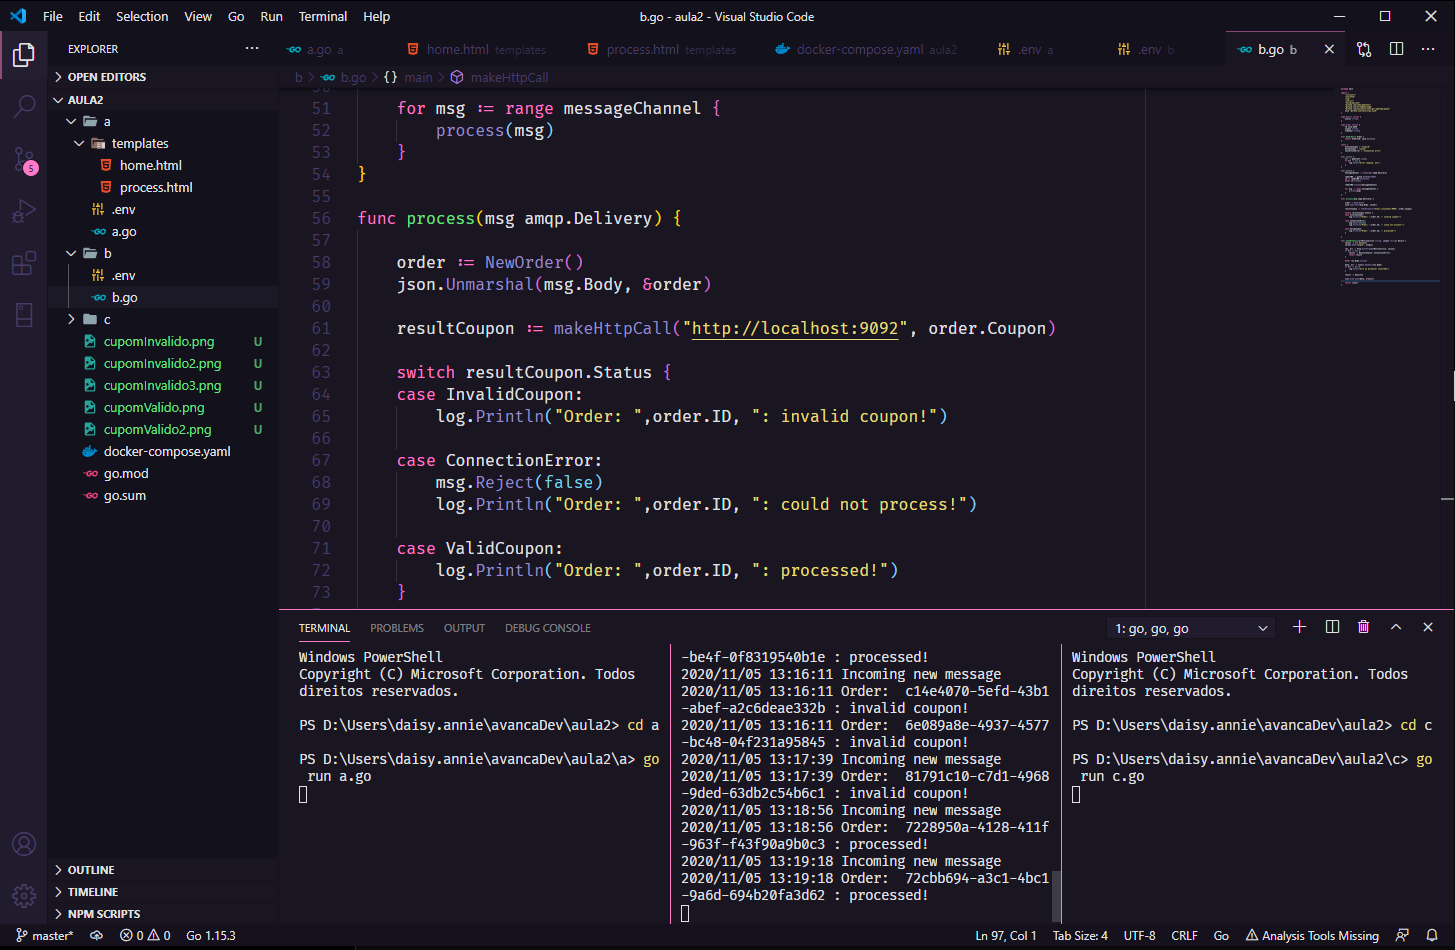 File Edit Selection View Go Run Terminal Help
b.go - aula2 - Visual Studio Code
EXPLORER
OPEN EDITORS
AULA2
a
templates
home.html
process.html
.env
a.go
b
.env
b.go
c
cupomInvalido.png U
cupomInvalido2.png U
cupomInvalido3.png U
cupomValido.png U
cupomValido2.png U
docker-compose.yaml
go.mod
go.sum
OUTLINE
TIMELINE
NPM SCRIPTS
5
a.go a home.html templates process.html templates docker-compose.yaml aula2 .env a .env b b.go b
b > b.go > {} main > makeHttpCall
51 for msg := range messageChannel {
52 process(msg)
53 }
54 }
55
56 func process(msg amqp.Delivery) {
57
58 order := NewOrder()
59 json.Unmarshal(msg.Body, &order)
60
61 resultCoupon := makeHttpCall("http://localhost:9092", order.Coupon)
62
63 switch resultCoupon.Status {
64 case InvalidCoupon:
65 log.Println("Order: ",order.ID, ": invalid coupon!")
66
67 case ConnectionError:
68 msg.Reject(false)
69 log.Println("Order: ",order.ID, ": could not process!")
70
71 case ValidCoupon:
72 log.Println("Order: ",order.ID, ": processed!")
73 }
TERMINAL PROBLEMS OUTPUT DEBUG CONSOLE
1: go, go, go
Windows PowerShell
Copyright (C) Microsoft Corporation. Todos
direitos reservados.
PS D:\Users\daisy.annie\avancaDev\aula2> cd a
PS D:\Users\daisy.annie\avancaDev\aula2\a> go
run a.go
-be4f-0f8319540b1e : processed!
2020/11/05 13:16:11 Incoming new message
2020/11/05 13:16:11 Order:  c14e4070-5efd-43b1
-abef-a2c6deae332b : invalid coupon!
2020/11/05 13:16:11 Order:  6e089a8e-4937-4577
-bc48-04f231a95845 : invalid coupon!
2020/11/05 13:17:39 Incoming new message
2020/11/05 13:17:39 Order:  81791c10-c7d1-4968
-9ded-63db2c54b6c1 : invalid coupon!
2020/11/05 13:18:56 Incoming new message
2020/11/05 13:18:56 Order:  7228950a-4128-411f
-963f-f43f90a9b0c3 : processed!
2020/11/05 13:19:18 Incoming new message
2020/11/05 13:19:18 Order:  72cbb694-a3c1-4bc1
-9a6d-694b20fa3d62 : processed!
Windows PowerShell
Copyright (C) Microsoft Corporation. Todos
direitos reservados.
PS D:\Users\daisy.annie\avancaDev\aula2> cd c
PS D:\Users\daisy.annie\avancaDev\aula2\c> go
run c.go
master* 0 0 Go 1.15.3 Ln 97, Col 1 Tab Size: 4 UTF-8 CRLF Go Analysis Tools Missing